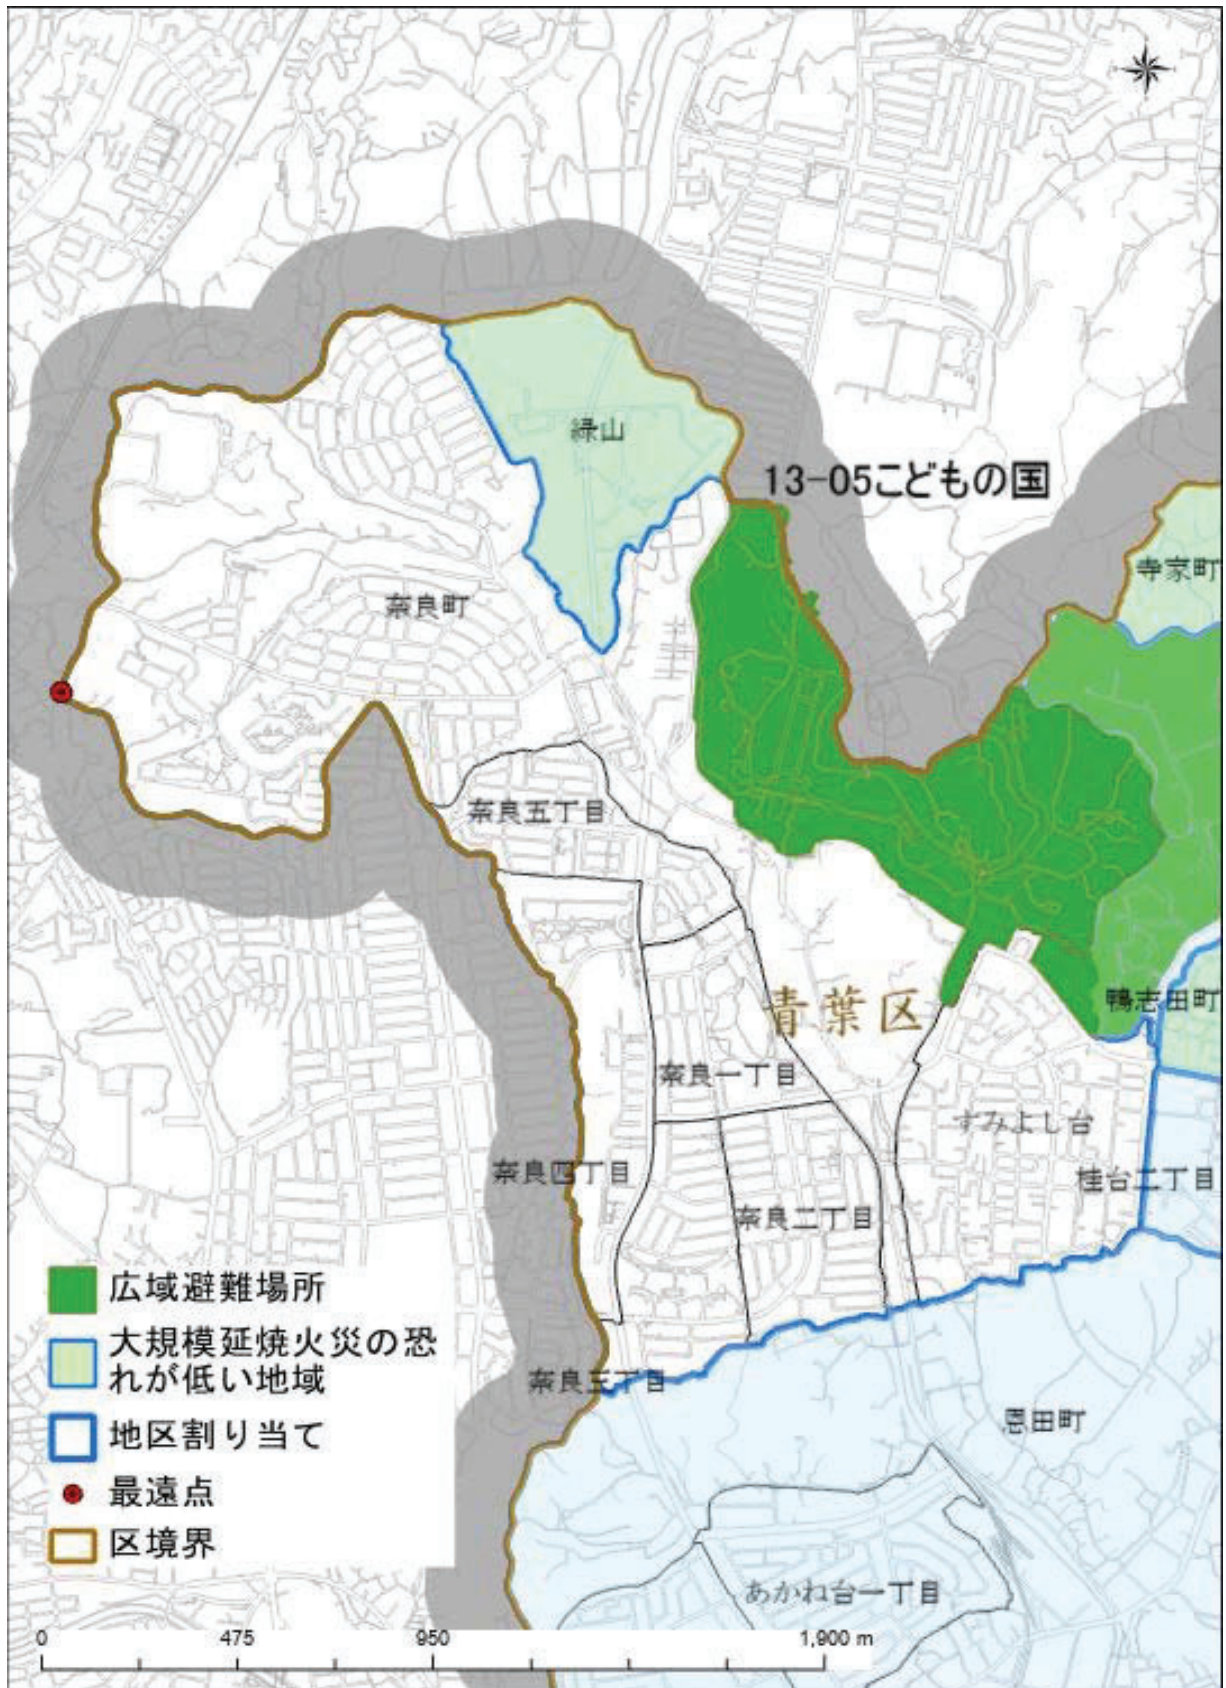 緑山
13-05こどもの国
寺家町
奈良町
奈良五丁目
鴨志田町
青葉区
奈良一丁目
すみよし台
奈良四丁目
桂台二丁目
奈良二丁目
奈良三丁目
恩田町
あかね台一丁目
広域避難場所
大規模延焼火災の恐
れが低い地域
地区割り当て
最遠点
区境界
0 475 950 1,900 m